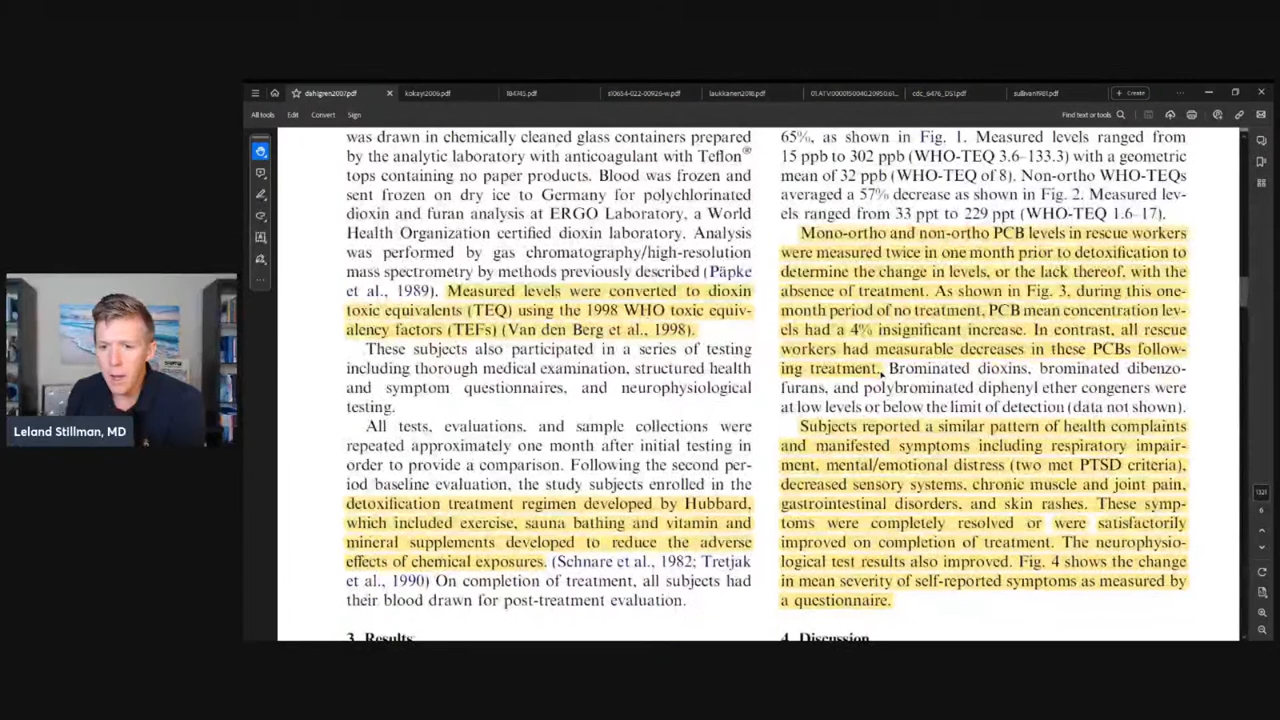 dahlgren2007.pdf
kokayi2006.pdf
184745.pdf
s10654-022-00926-w.pdf
laukkanen2018.pdf
01.ATV.0000150040.20950.61...
cdc_6476_DS1.pdf
sullivan1981.pdf
Create
All tools Edit Convert Sign
Find text or tools
was drawn in chemically cleaned glass containers prepared
by the analytic laboratory with anticoagulant with Teflon®
tops containing no paper products. Blood was frozen and
sent frozen on dry ice to Germany for polychlorinated
dioxin and furan analysis at ERGO Laboratory, a World
Health Organization certified dioxin laboratory. Analysis
was performed by gas chromatography/high-resolution
mass spectrometry by methods previously described (Päpke
et al., 1989). Measured levels were converted to dioxin
toxic equivalents (TEQ) using the 1998 WHO toxic equiv-
alency factors (TEFs) (Van den Berg et al., 1998).
These subjects also participated in a series of testing
including thorough medical examination, structured health
and symptom questionnaires, and neurophysiological
testing.
All tests, evaluations, and sample collections were
repeated approximately one month after initial testing in
order to provide a comparison. Following the second per-
iod baseline evaluation, the study subjects enrolled in the
detoxification treatment regimen developed by Hubbard,
which included exercise, sauna bathing and vitamin and
mineral supplements developed to reduce the adverse
effects of chemical exposures. (Schnare et al., 1982; Tretjak
et al., 1990) On completion of treatment, all subjects had
their blood drawn for post-treatment evaluation.
3. Results
65%, as shown in Fig. 1. Measured levels ranged from
15 ppb to 302 ppb (WHO-TEQ 3.6–133.3) with a geometric
mean of 32 ppb (WHO-TEQ of 8). Non-ortho WHO-TEQs
averaged a 57% decrease as shown in Fig. 2. Measured lev-
els ranged from 33 ppt to 229 ppt (WHO-TEQ 1.6–17).
Mono-ortho and non-ortho PCB levels in rescue workers
were measured twice in one month prior to detoxification to
determine the change in levels, or the lack thereof, with the
absence of treatment. As shown in Fig. 3, during this one-
month period of no treatment, PCB mean concentration lev-
els had a 4% insignificant increase. In contrast, all rescue
workers had measurable decreases in these PCBs follow-
ing treatment. Brominated dioxins, brominated dibenzo-
furans, and polybrominated diphenyl ether congeners were
at low levels or below the limit of detection (data not shown).
Subjects reported a similar pattern of health complaints
and manifested symptoms including respiratory impair-
ment, mental/emotional distress (two met PTSD criteria),
decreased sensory systems, chronic muscle and joint pain,
gastrointestinal disorders, and skin rashes. These symp-
toms were completely resolved or were satisfactorily
improved on completion of treatment. The neurophysio-
logical test results also improved. Fig. 4 shows the change
in mean severity of self-reported symptoms as measured by
a questionnaire.
4. Discussion
1321
6
Leland Stillman, MD